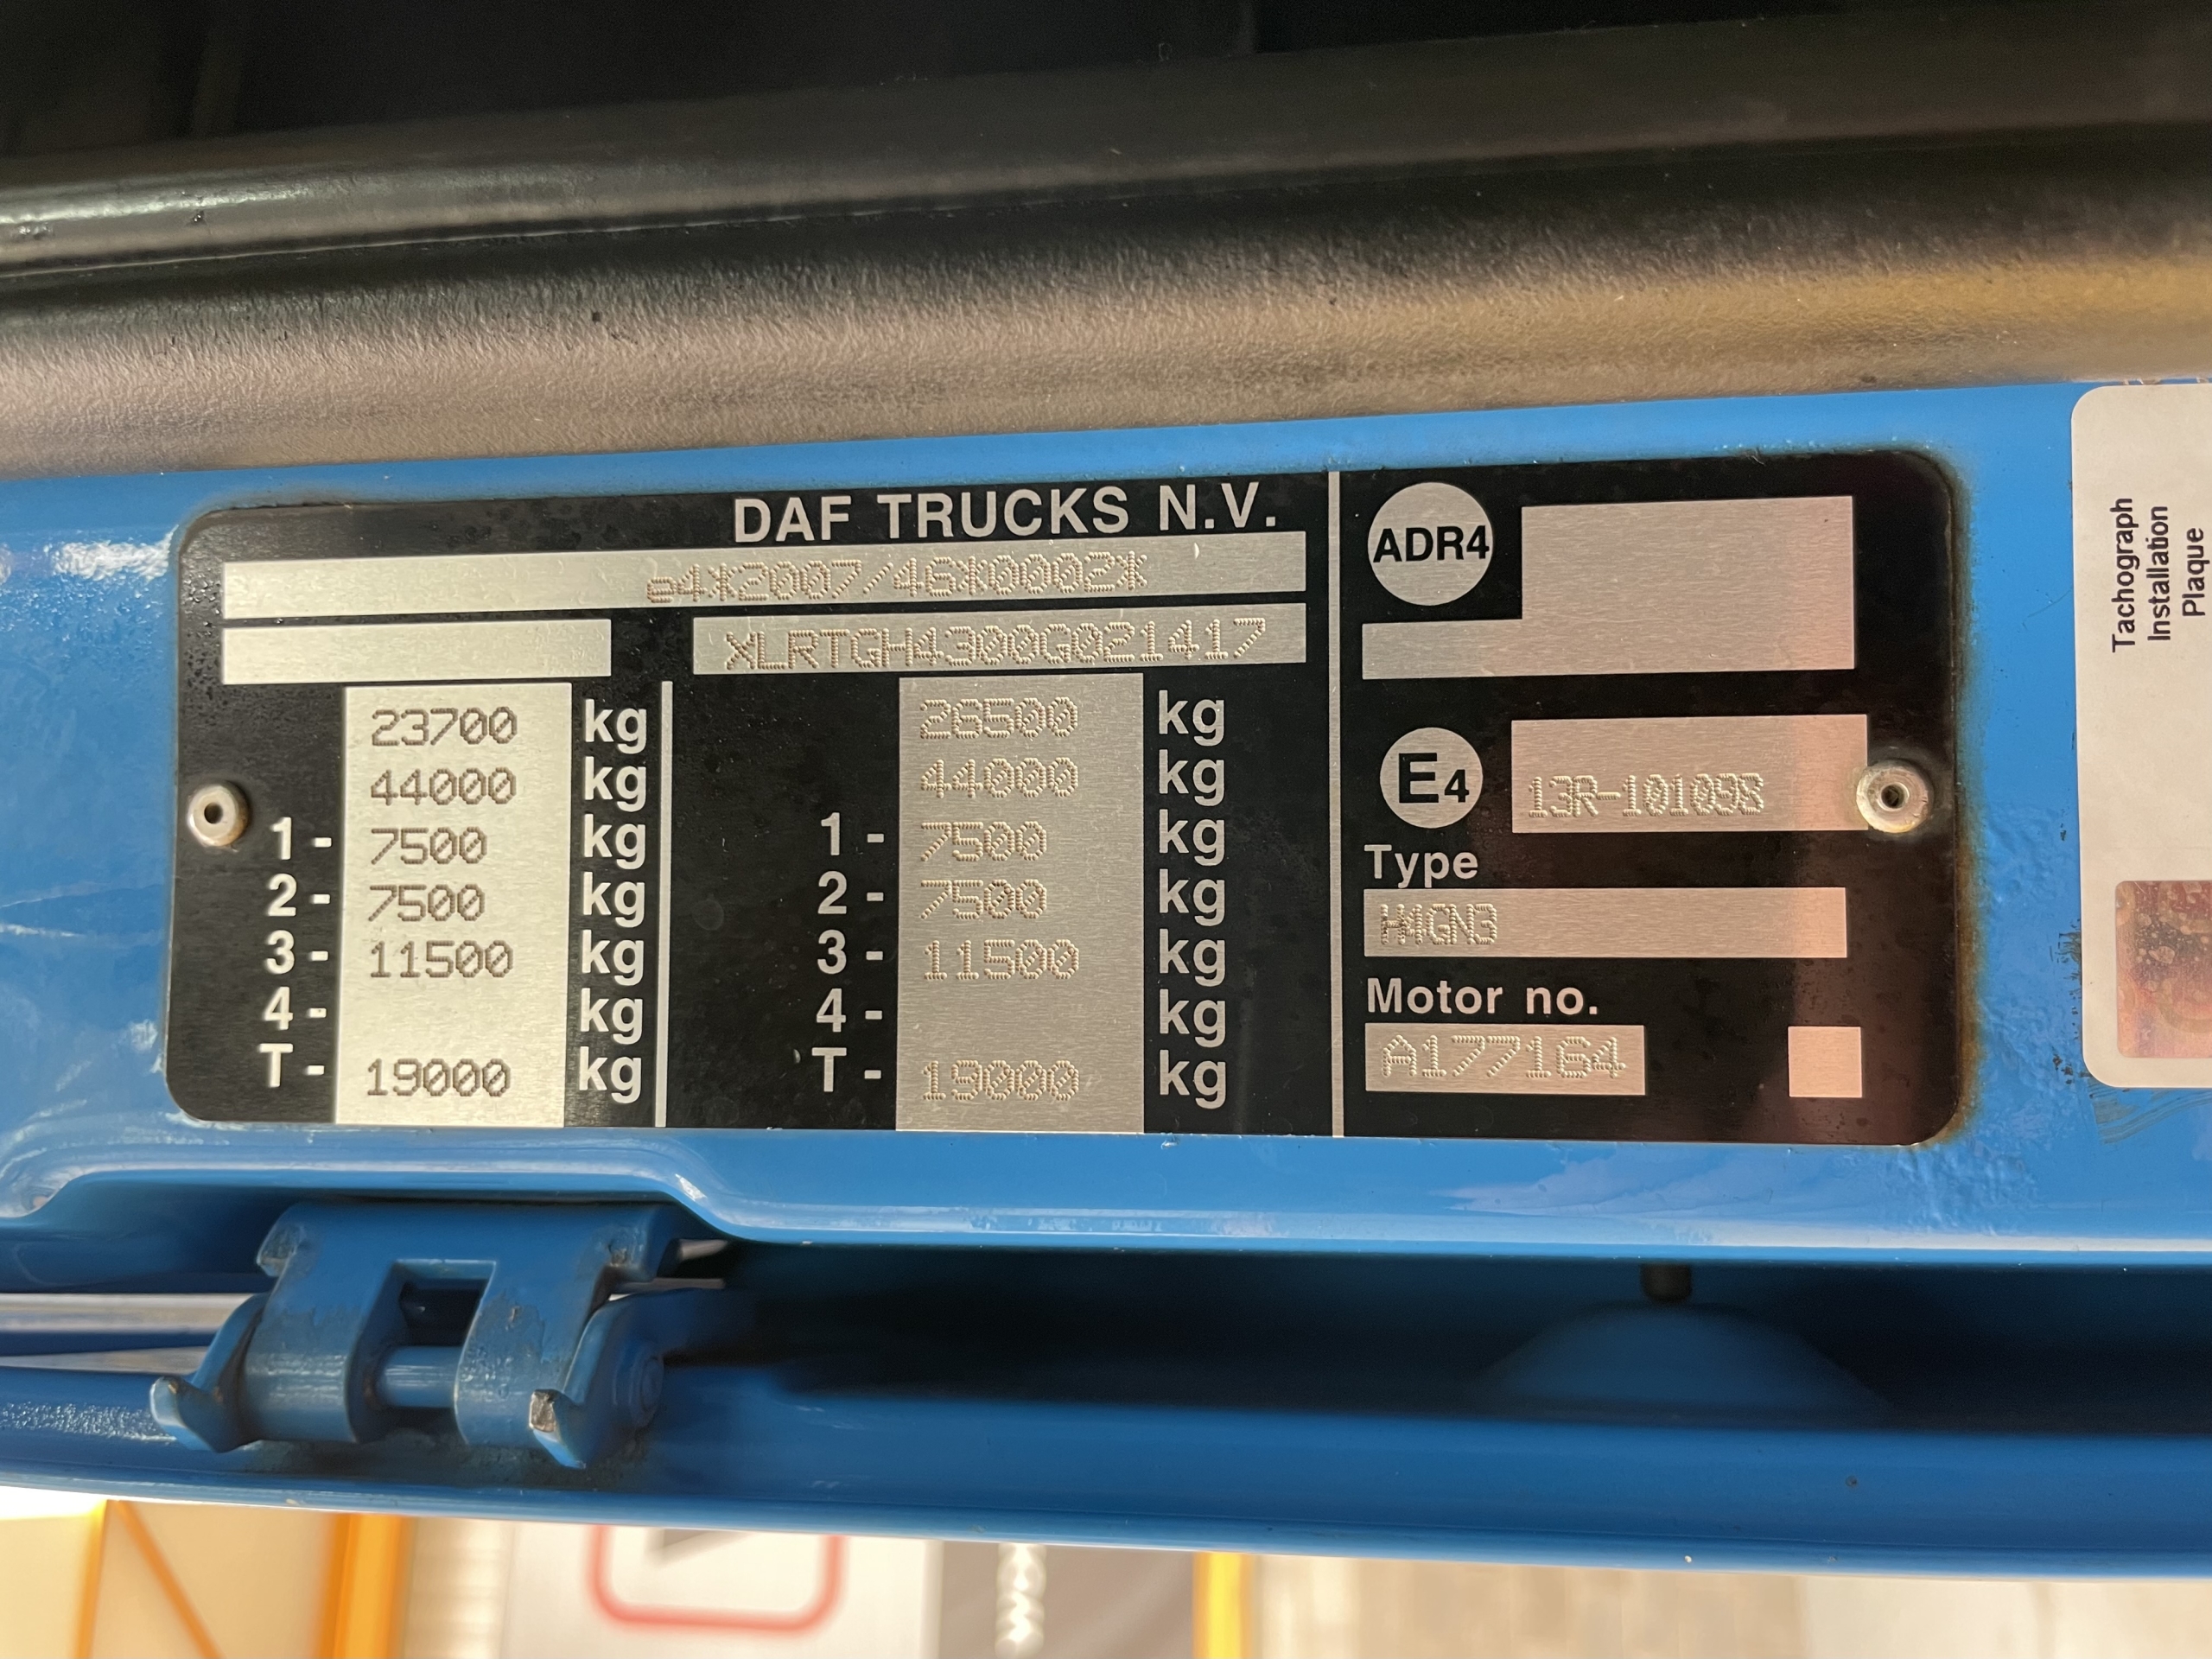 DAF TRUCKS N.V.
e4*2007/46*0002*
XLRTGH4300G021417
23700 kg
44000 kg
1 - 7500 kg
2 - 7500 kg
3 - 11500 kg
4 - kg
T - 19000 kg
26500 kg
44000 kg
1 - 7500 kg
2 - 7500 kg
3 - 11500 kg
4 - kg
T - 19000 kg
ADR4
E4 13R-101098
Type
H4GN3
Motor no.
A177164
Tachograph
Installation
Plaque